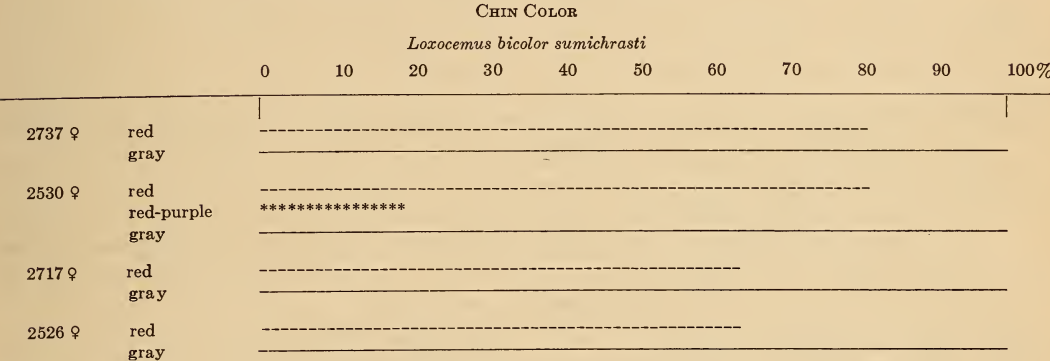 CHIN COLOR
Loxocemus bicolor sumichrasti
0 10 20 30 40 50 60 70 80 90 100%
2737 ♀ red
gray
2530 ♀ red
red-purple ****************
gray
2717 ♀ red
gray
2526 ♀ red
gray